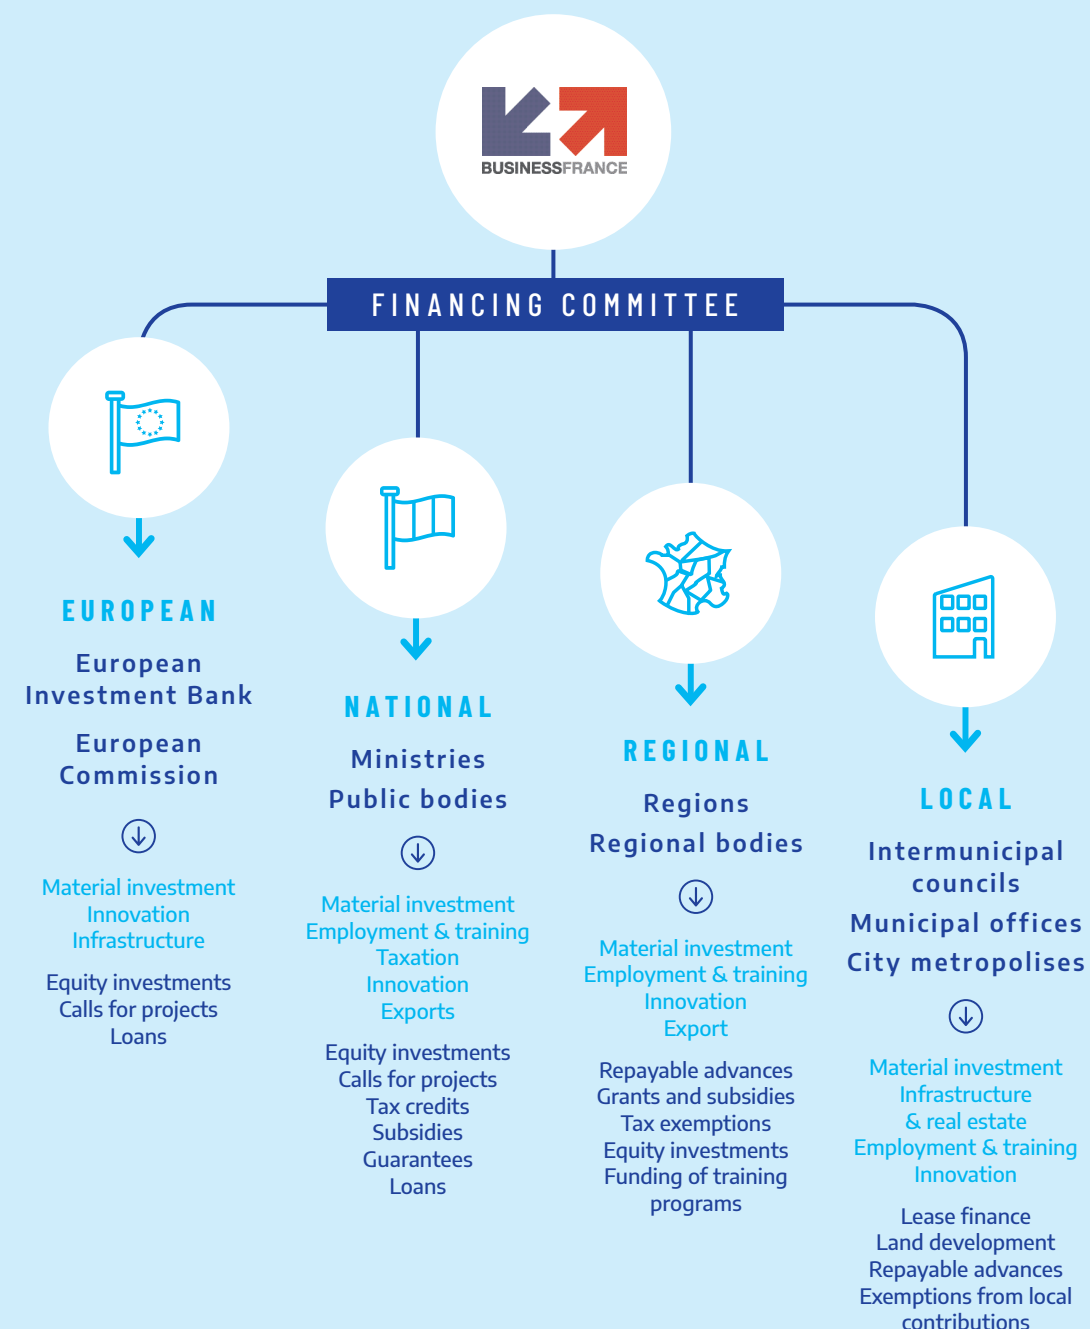 BUSINESSFRANCE
FINANCING COMMITTEE
EUROPEAN
European
Investment Bank
European
Commission
Material investment
Innovation
Infrastructure
Equity investments
Calls for projects
Loans
NATIONAL
Ministries
Public bodies
Material investment
Employment & training
Taxation
Innovation
Exports
Equity investments
Calls for projects
Tax credits
Subsidies
Guarantees
Loans
REGIONAL
Regions
Regional bodies
Material investment
Employment & training
Innovation
Export
Repayable advances
Grants and subsidies
Tax exemptions
Equity investments
Funding of training
programs
LOCAL
Intermunicipal
councils
Municipal offices
City metropolises
Material investment
Infrastructure
& real estate
Employment & training
Innovation
Lease finance
Land development
Repayable advances
Exemptions from local
contributions